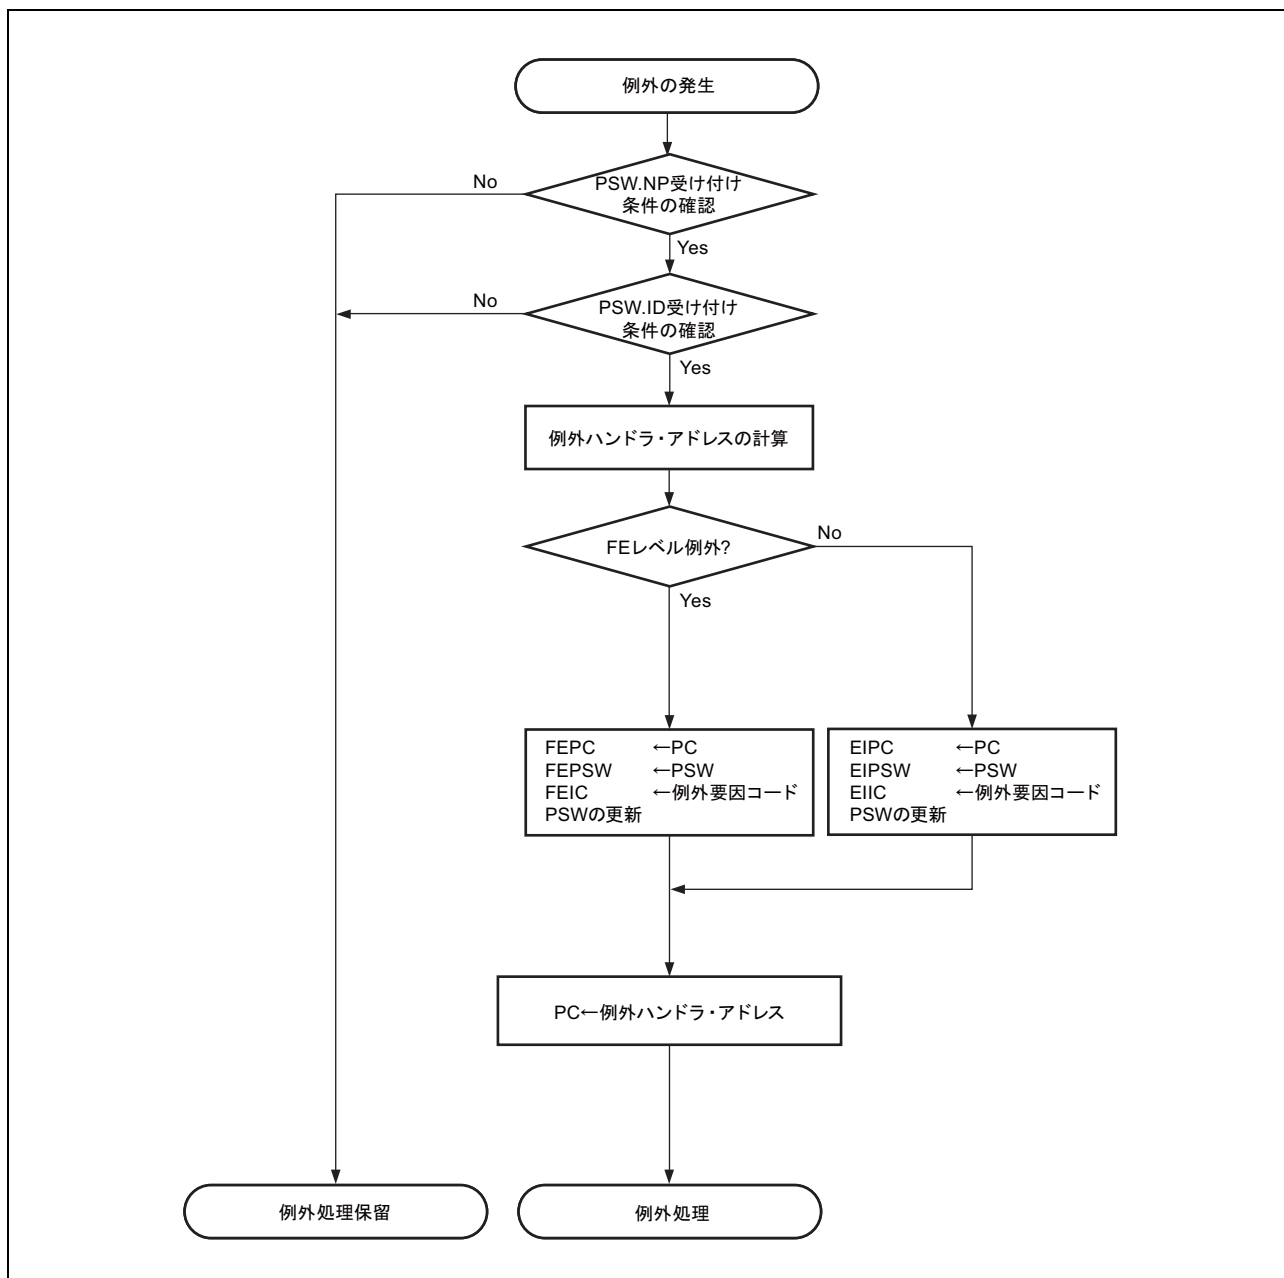 例外の発生
No
PSW.NP受け付け
条件の確認
Yes
No
PSW.ID受け付け
条件の確認
Yes
例外ハンドラ・アドレスの計算
FEレベル例外?
No
Yes
FEPC ←PC
FEPSW ←PSW
FEIC ←例外要因コード
PSWの更新
EIPC ←PC
EIPSW ←PSW
EIIC ←例外要因コード
PSWの更新
PC←例外ハンドラ・アドレス
例外処理保留
例外処理